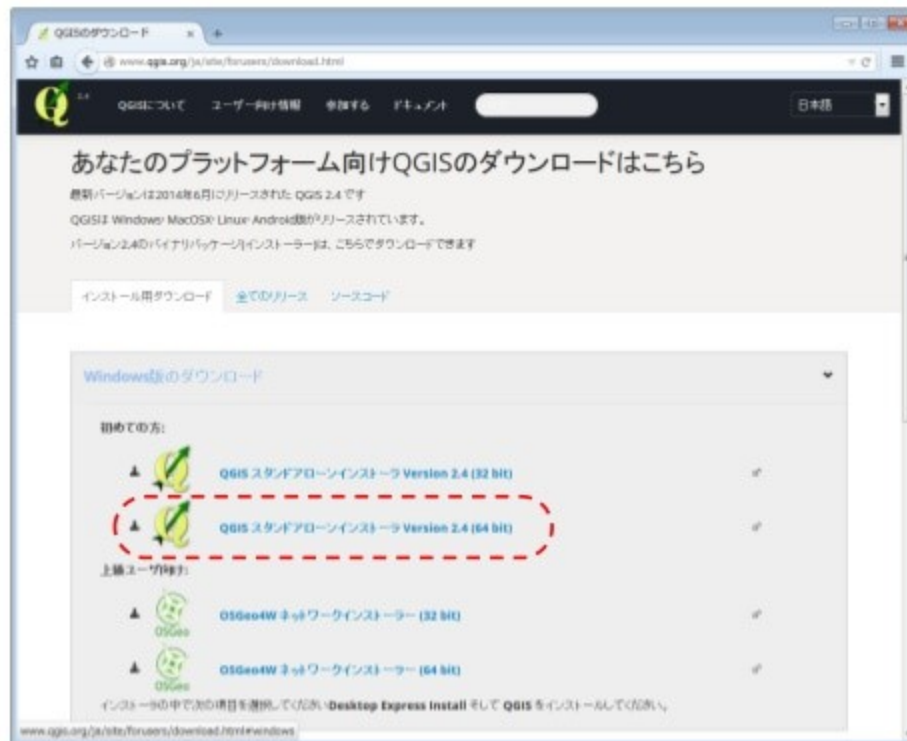 QGISのダウンロード
www.qgis.org/ja/site/forusers/download.html
2.4
QGISについて ユーザー向け情報 参加する ドキュメント 日本語
あなたのプラットフォーム向けQGISのダウンロードはこちら
最新バージョンは2014年6月にリリースされた QGIS 2.4 です
QGISは Windows・MacOSX・Linux・Android版がリリースされています。
バージョン2.4のバイナリパッケージ(インストーラー)は、こちらでダウンロードできます
インストール用ダウンロード 全てのリリース ソースコード
Windows版のダウンロード
初めての方:
QGIS スタンドアローンインストーラ Version 2.4 (32 bit)
QGIS スタンドアローンインストーラ Version 2.4 (64 bit)
上級ユーザ向け:
OSGeo
OSGeo4W ネットワークインストーラー (32 bit)
OSGeo
OSGeo4W ネットワークインストーラー (64 bit)
インストーラの中で次の項目を選択してください Desktop Express Install そして QGIS をインストールしてください。
www.qgis.org/ja/site/forusers/download.html#windows